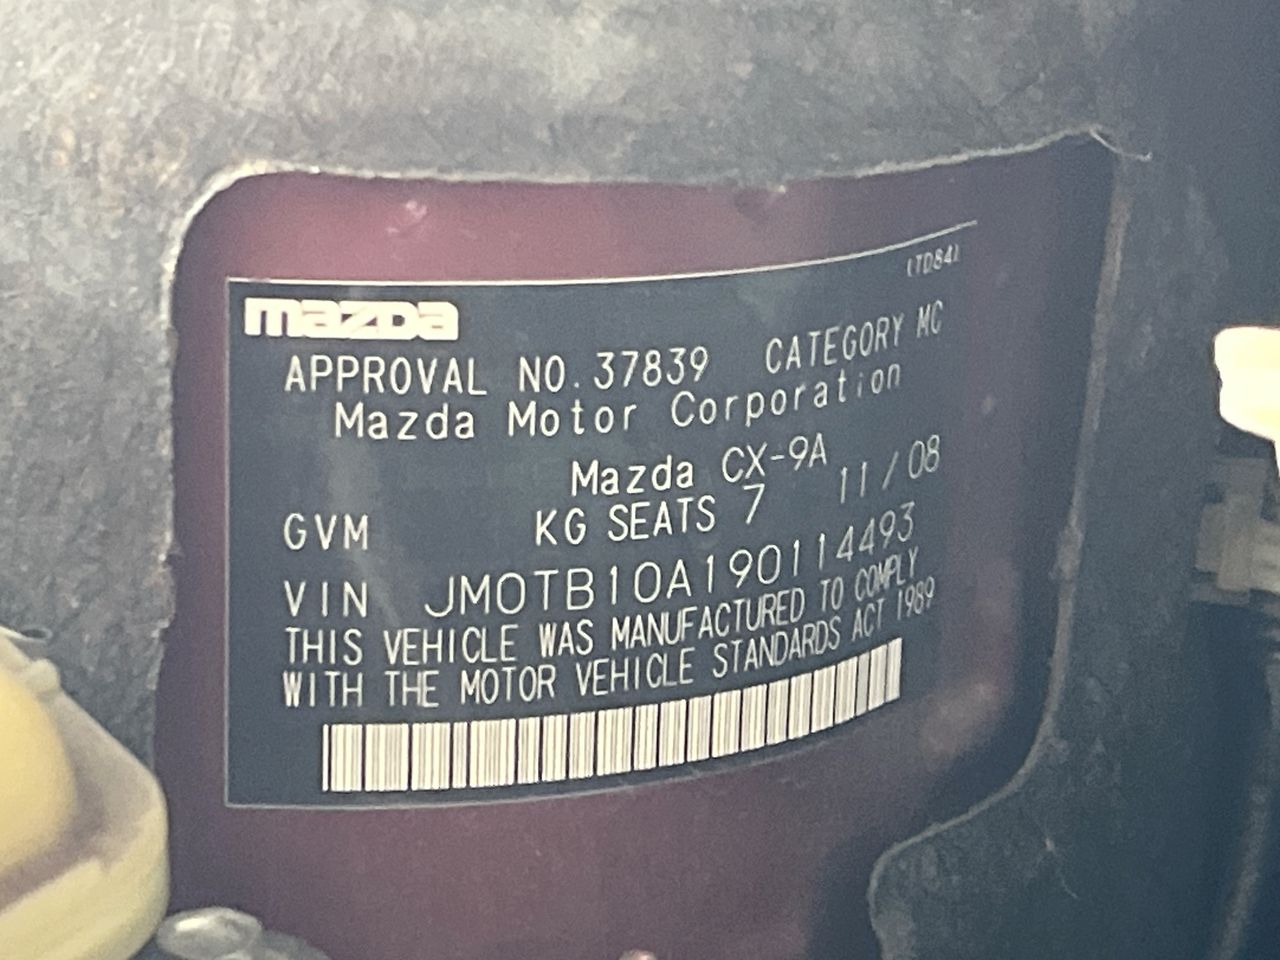 (TD84)
mazda
APPROVAL NO. 37839 CATEGORY MC
Mazda Motor Corporation
Mazda CX-9A
GVM KG SEATS 7 11/08
VIN JM0TB10A190114493
THIS VEHICLE WAS MANUFACTURED TO COMPLY
WITH THE MOTOR VEHICLE STANDARDS ACT 1989